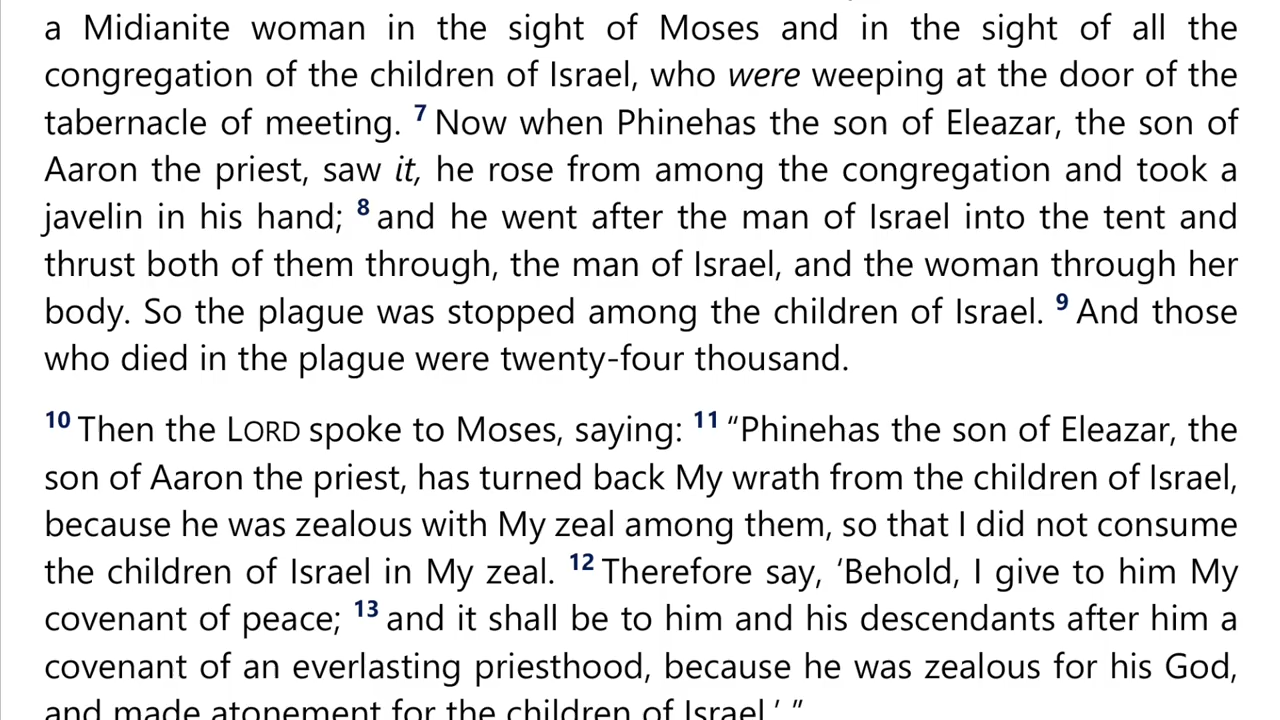 a Midianite woman in the sight of Moses and in the sight of all the
congregation of the children of Israel, who were weeping at the door of the
tabernacle of meeting. 7 Now when Phinehas the son of Eleazar, the son of
Aaron the priest, saw it, he rose from among the congregation and took a
javelin in his hand; 8 and he went after the man of Israel into the tent and
thrust both of them through, the man of Israel, and the woman through her
body. So the plague was stopped among the children of Israel. 9 And those
who died in the plague were twenty-four thousand.
10 Then the LORD spoke to Moses, saying: 11 “Phinehas the son of Eleazar, the
son of Aaron the priest, has turned back My wrath from the children of Israel,
because he was zealous with My zeal among them, so that I did not consume
the children of Israel in My zeal. 12 Therefore say, ‘Behold, I give to him My
covenant of peace; 13 and it shall be to him and his descendants after him a
covenant of an everlasting priesthood, because he was zealous for his God,
and made atonement for the children of Israel.’ ”